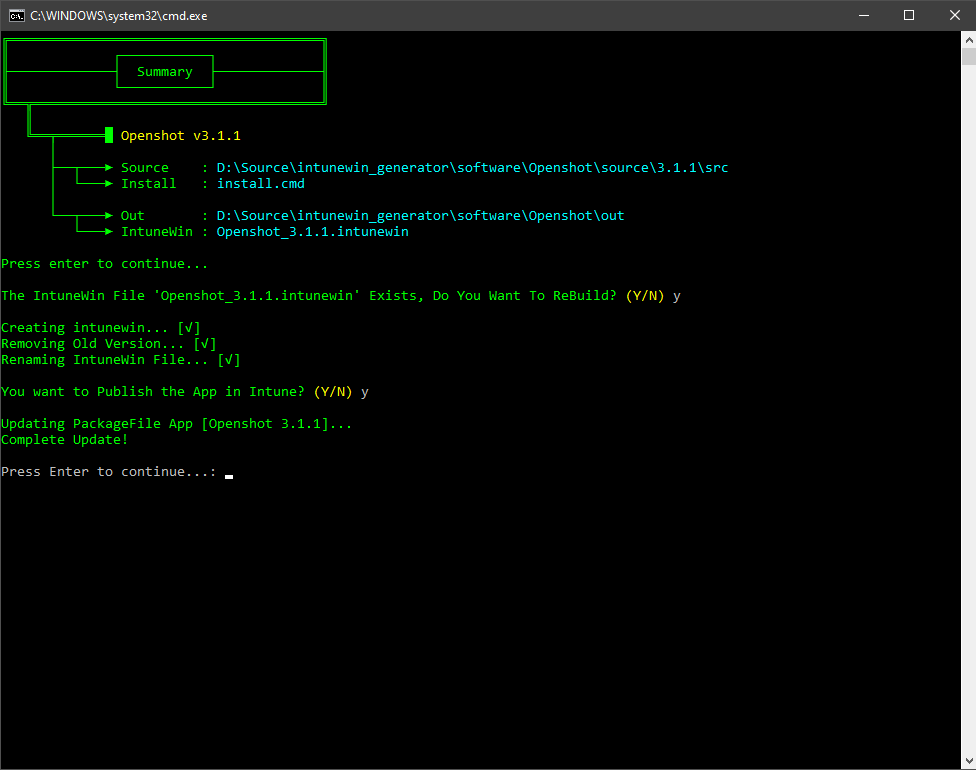 C:\WINDOWS\system32\cmd.exe
Summary
Openshot v3.1.1
Source : D:\Source\intunewin_generator\software\Openshot\source\3.1.1\src
Install : install.cmd
Out : D:\Source\intunewin_generator\software\Openshot\out
IntuneWin : Openshot_3.1.1.intunewin
Press enter to continue...
The IntuneWin File 'Openshot_3.1.1.intunewin' Exists, Do You Want To ReBuild? (Y/N) y
Creating intunewin... [√]
Removing Old Version... [√]
Renaming IntuneWin File... [√]
You want to Publish the App in Intune? (Y/N) y
Updating PackageFile App [Openshot 3.1.1]...
Complete Update!
Press Enter to continue...: